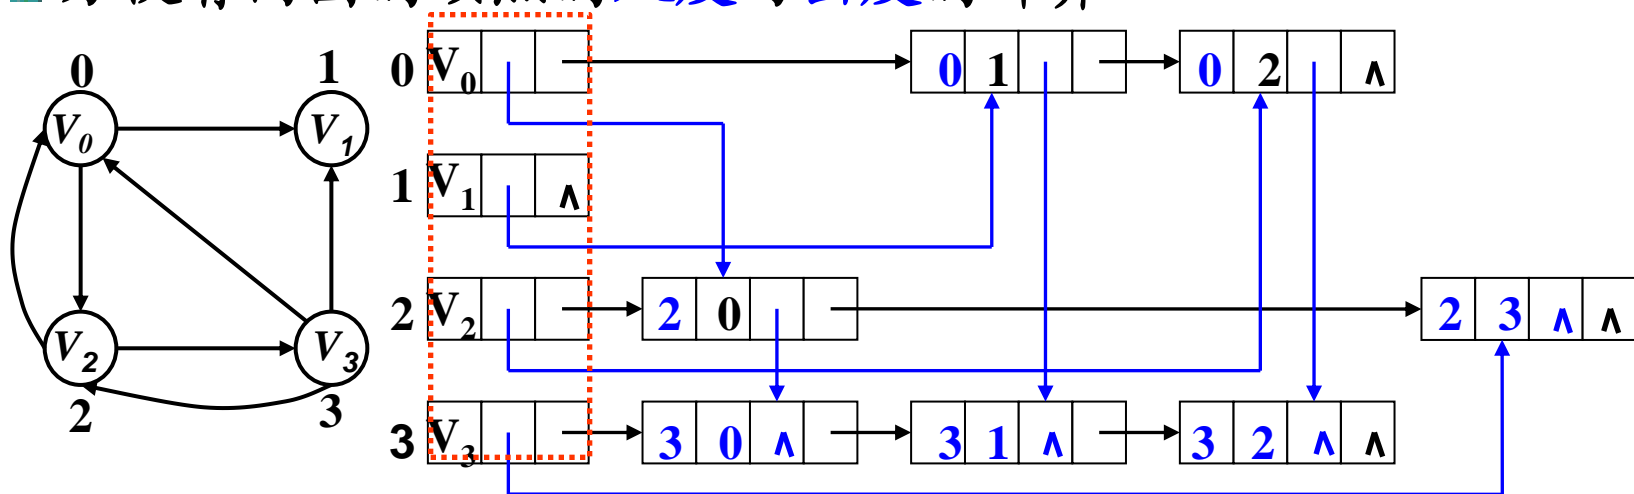 0 1 0 V0 0 1 0 2 ∧
V0 V1
1 V1 ∧
2 V2 2 0 2 3 ∧ ∧
V2 V3
2 3 3 V3 3 0 ∧ 3 1 ∧ 3 2 ∧ ∧